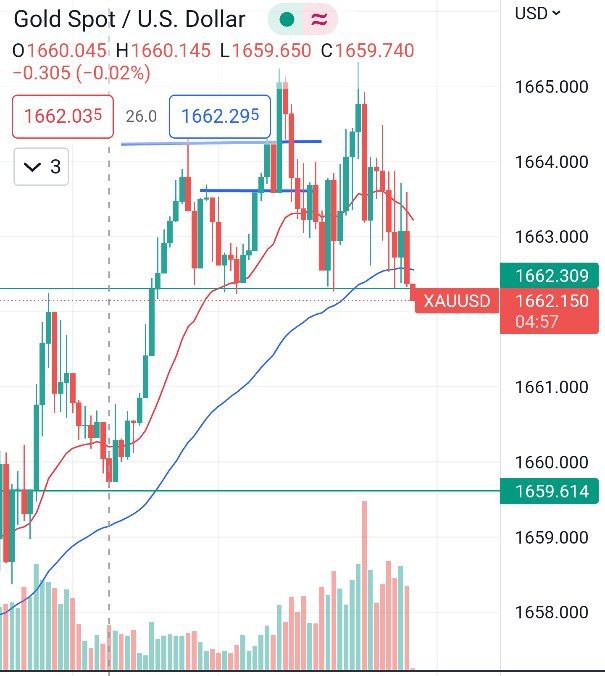 Gold Spot / U.S. Dollar
USD
O1660.045 H1660.145 L1659.650 C1659.740
−0.305 (−0.02%)
1662.035 26.0 1662.295
3
1665.000
1664.000
1663.000
1662.309
XAUUSD 1662.150
04:57
1661.000
1660.000
1659.614
1659.000
1658.000